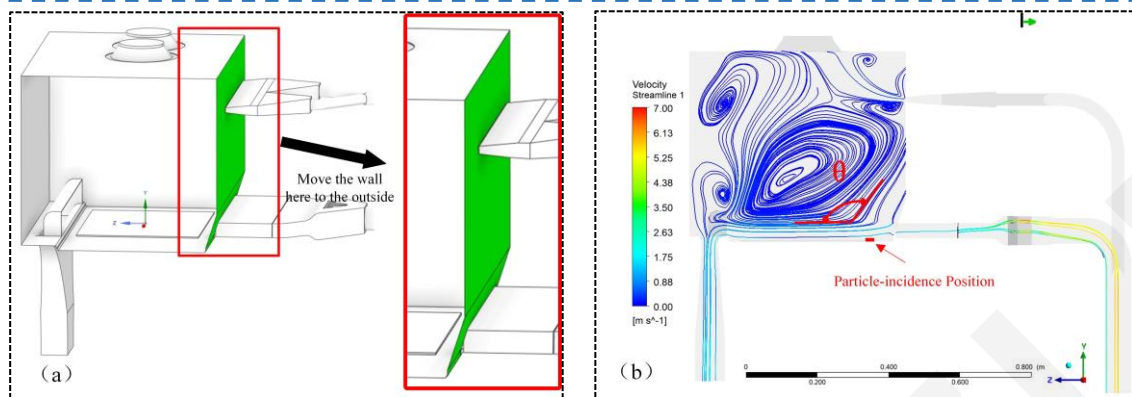 Y
Z
Move the wall
here to the outside
(a)
Velocity
Streamline 1
7.00
6.13
5.25
4.38
3.50
2.63
1.75
0.88
0.00
[m s^-1]
θ
Particle-incidence Position
(b)
0 0.400 0.800 (m
0.200 0.600
Y
Z